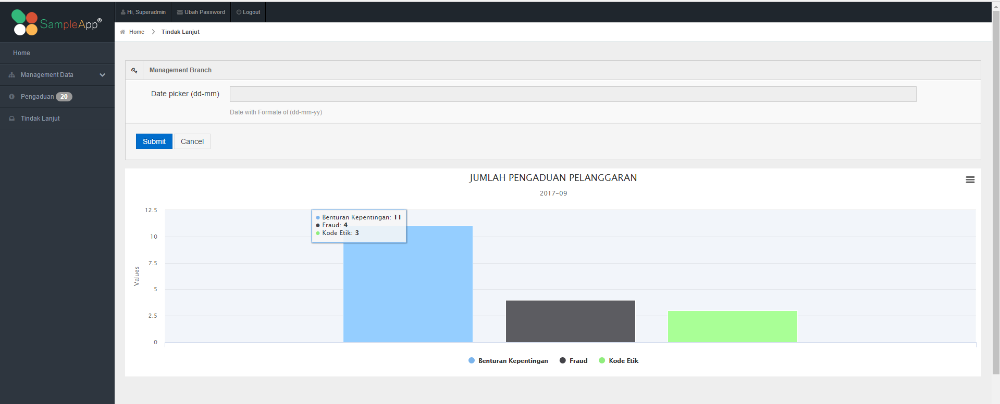 SampleApp®
Hi, Superadmin
Ubah Password
Logout
Home
Tindak Lanjut
Home
Management Data
Pengaduan 20
Tindak Lanjut
Management Branch
Date picker (dd-mm)
Date with Formate of (dd-mm-yy)
Submit
Cancel
JUMLAH PENGADUAN PELANGGARAN
2017-09
Values
12.5
10
7.5
5
2.5
0
Benturan Kepentingan: 11
Fraud: 4
Kode Etik: 3
Benturan Kepentingan
Fraud
Kode Etik